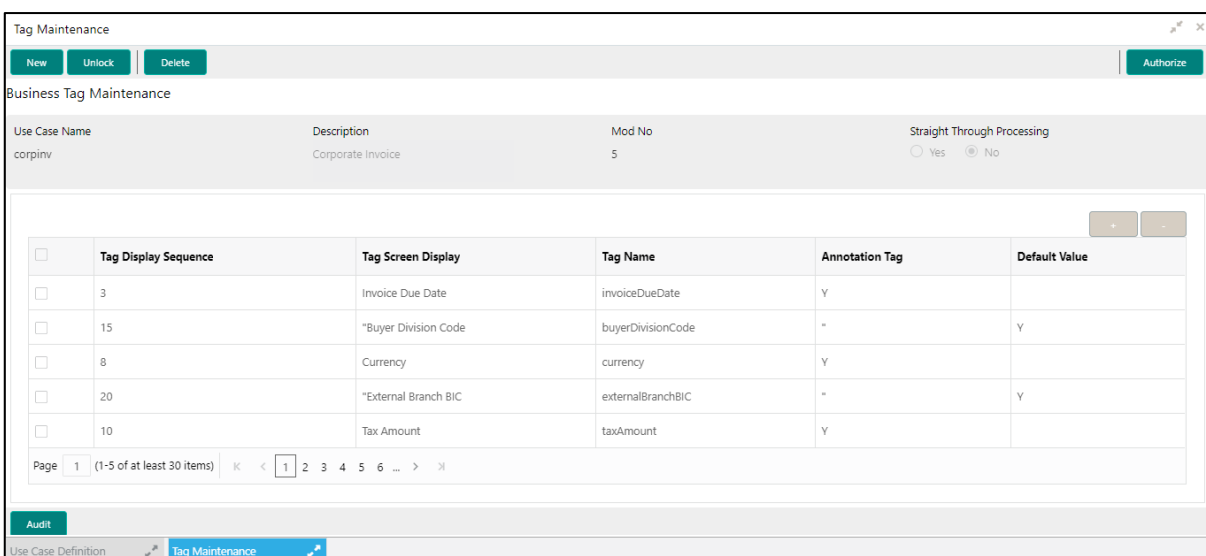 Tag Maintenance
New Unlock Delete Authorize
Business Tag Maintenance
Use Case Name Description Mod No Straight Through Processing
corpinv Corporate Invoice 5 Yes No
+ -
Tag Display Sequence Tag Screen Display Tag Name Annotation Tag Default Value
3 Invoice Due Date invoiceDueDate Y
15 "Buyer Division Code buyerDivisionCode " Y
8 Currency currency Y
20 "External Branch BIC externalBranchBIC " Y
10 Tax Amount taxAmount Y
Page 1 (1-5 of at least 30 items) 1 2 3 4 5 6 ...
Audit
Use Case Definition Tag Maintenance